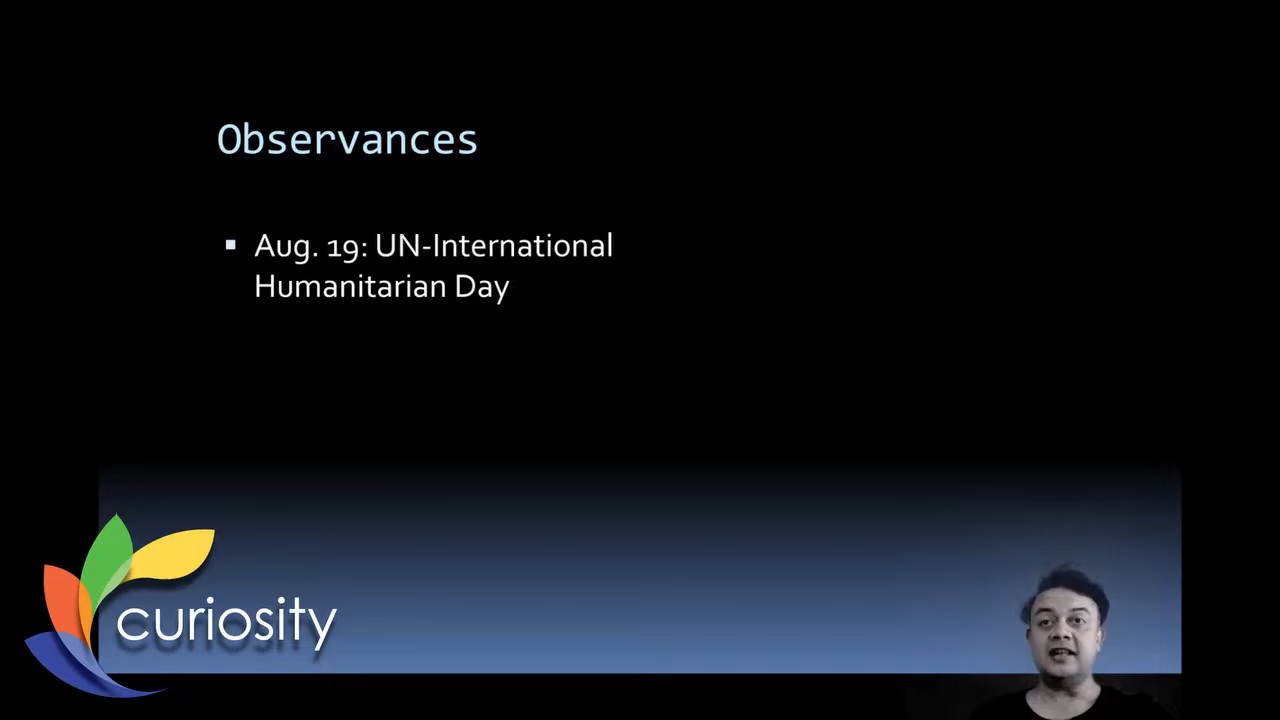 Observances
▪ Aug. 19: UN-International
Humanitarian Day
curiosity